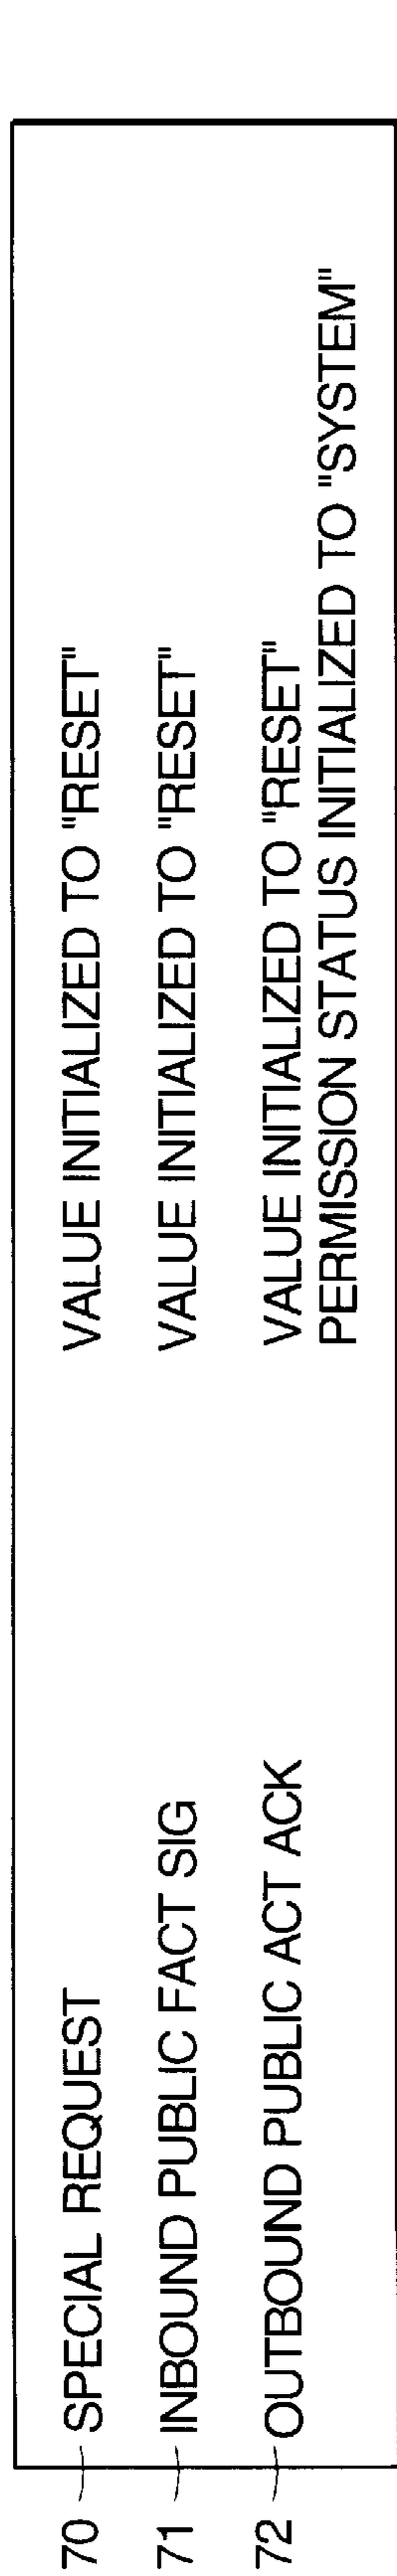 70 SPECIAL REQUEST VALUE INITIALIZED TO "RESET"
71 INBOUND PUBLIC FACT SIG VALUE INITIALIZED TO "RESET"
72 OUTBOUND PUBLIC ACT ACK VALUE INITIALIZED TO "RESET"
PERMISSION STATUS INITIALIZED TO "SYSTEM"